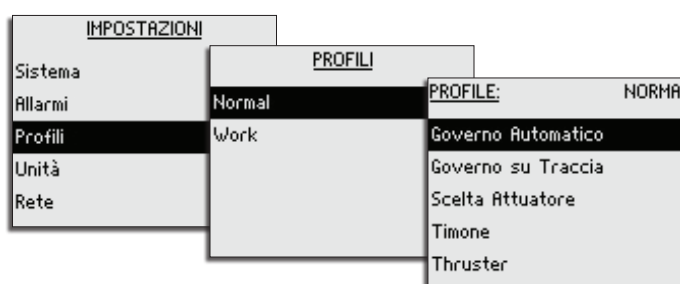 IMPOSTAZIONI
Sistema
Allarmi
Profili
Unità
Rete
PROFILI
Normal
Work
PROFILE: NORMA
Governo Automatico
Governo su Traccia
Scelta Attuatore
Timone
Thruster